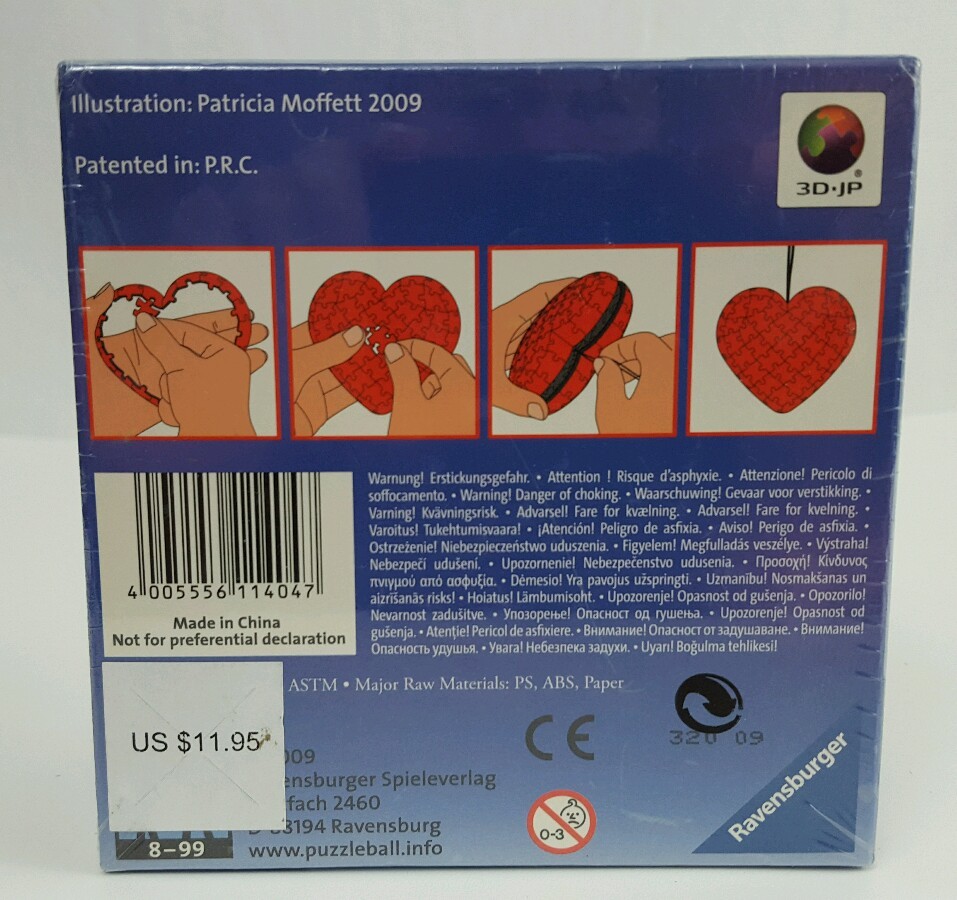 Illustration: Patricia Moffett 2009
Patented in: P.R.C.
®
3D·JP
Warnung! Erstickungsgefahr. • Attention ! Risque d'asphyxie. • Attenzione! Pericolo di
soffocamento. • Warning! Danger of choking. • Waarschuwing! Gevaar voor verstikking. •
Varning! Kvävningsrisk. • Advarsel! Fare for kvælning. • Advarsel! Fare for kvelning. •
Varoitus! Tukehtumisvaara! • ¡Atención! Peligro de asfixia. • Aviso! Perigo de asfixia. •
Ostrzeżenie! Niebezpieczeństwo uduszenia. • Figyelem! Megfulladás veszélye. • Výstraha!
Nebezpečí udušení. • Upozornenie! Nebezpečenstvo udusenia. • Προσοχή! Κίνδυνος
πνιγμού από ασφυξία. • Dėmesio! Yra pavojus užspringti. • Uzmanību! Nosmakšanas un
aizrīšanās risks! • Hoiatus! Lämbumisoht. • Upozorenje! Opasnost od gušenja. • Opozorilo!
Nevarnost zadušitve. • Упозорење! Опасност од гушења. • Upozorenje! Opasnost od
gušenja. • Atenţie! Pericol de asfixiere. • Внимание! Опасност от задушаване. • Внимание!
Опасность удушья. • Увага! Небезпека задухи. • Uyarı! Boğulma tehlikesi!
4 005556 114047
Made in China
Not for preferential declaration
ASTM • Major Raw Materials: PS, ABS, Paper
US $11.95
CE
320 09
009
ensburger Spieleverlag
fach 2460
D-88194 Ravensburg
www.puzzleball.info
8–99
0-3
Ravensburger